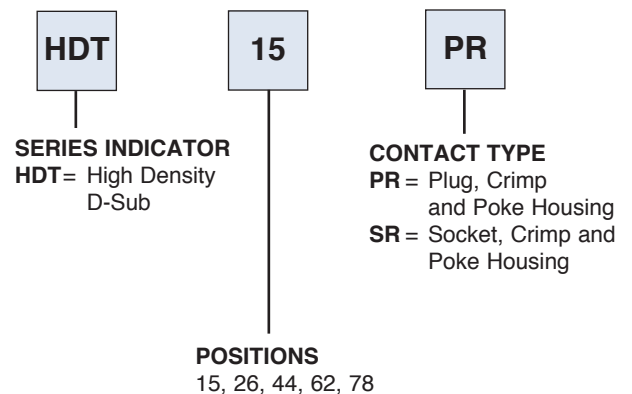 HDT 15 PR
SERIES INDICATOR
HDT= High Density
D-Sub
CONTACT TYPE
PR = Plug, Crimp
and Poke Housing
SR = Socket, Crimp and
Poke Housing
POSITIONS
15, 26, 44, 62, 78